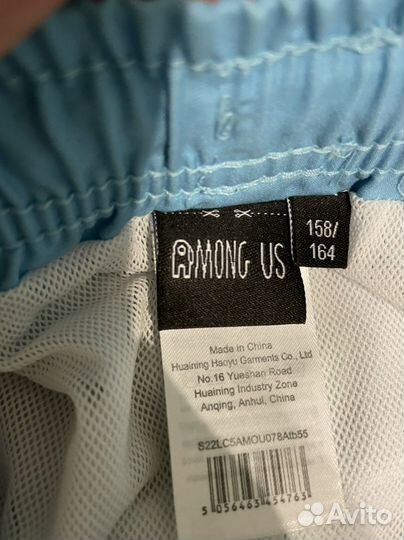 AMONG US
158/
164
Made in China
Huaining Haoyu Garments Co., Ltd
No.16 Yueshan Road
Huaining Industry Zone
Anqing, Anhui, China
S22LC5AMOU078Atb55
5 056463 454763
Avito